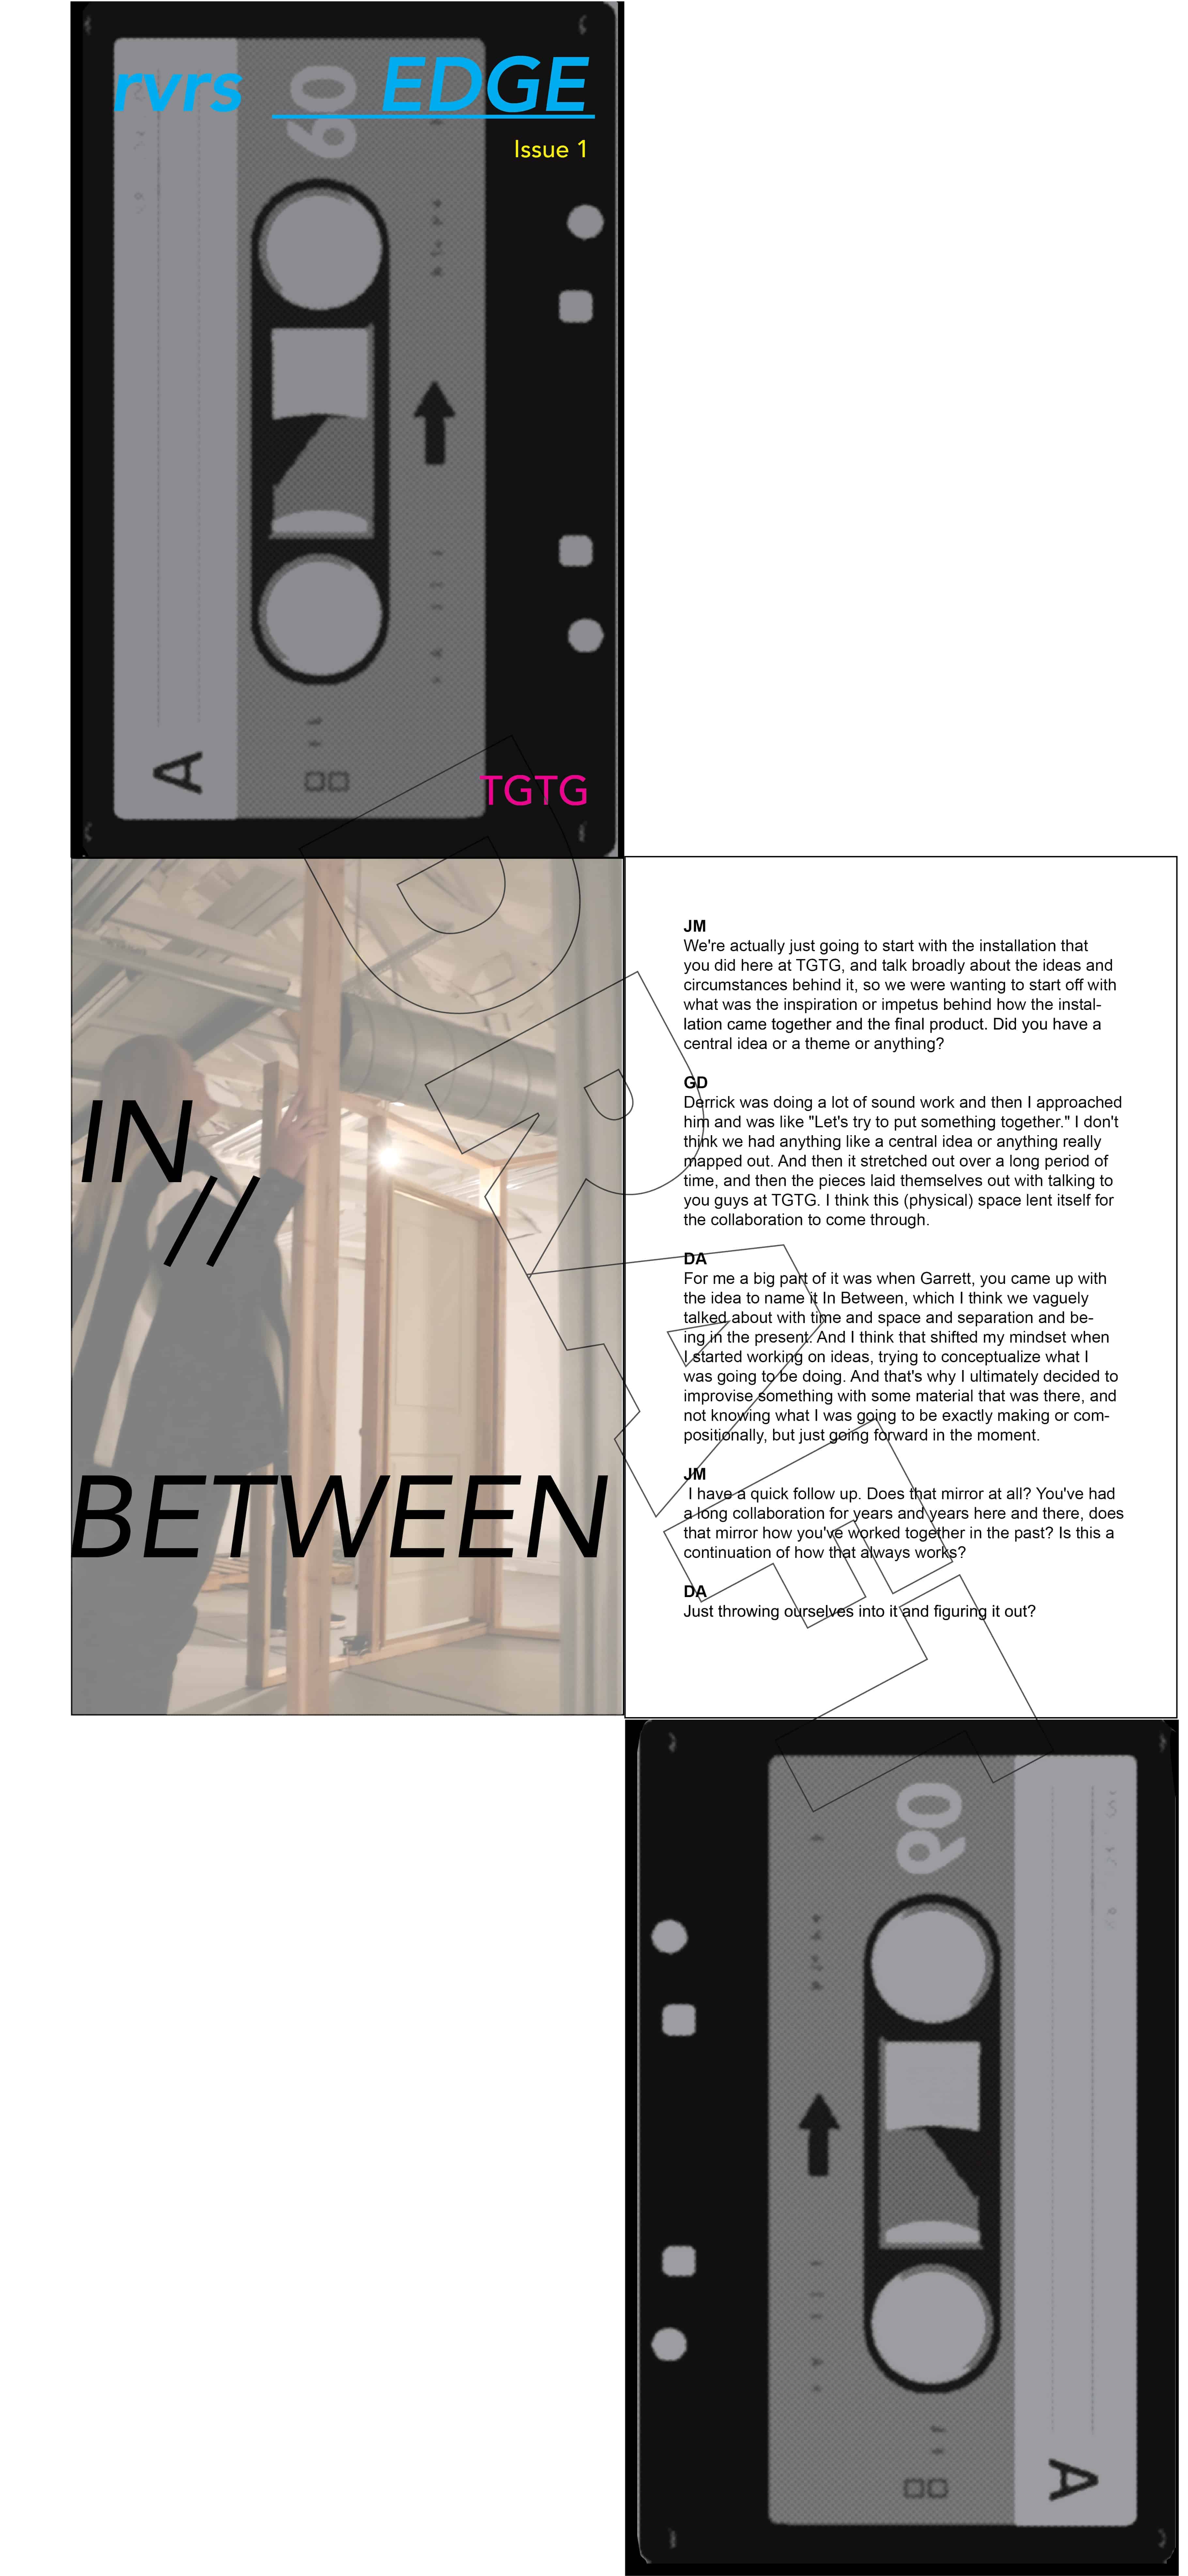 rvrs EDGE
Issue 1
60
A
TGTG
IN
//
BETWEEN
JM
We're actually just going to start with the installation that
you did here at TGTG, and talk broadly about the ideas and
circumstances behind it, so we were wanting to start off with
what was the inspiration or impetus behind how the instal-
lation came together and the final product. Did you have a
central idea or a theme or anything?
GD
Derrick was doing a lot of sound work and then I approached
him and was like "Let's try to put something together." I don't
think we had anything like a central idea or anything really
mapped out. And then it stretched out over a long period of
time, and then the pieces laid themselves out with talking to
you guys at TGTG. I think this (physical) space lent itself for
the collaboration to come through.
DA
For me a big part of it was when Garrett, you came up with
the idea to name it In Between, which I think we vaguely
talked about with time and space and separation and be-
ing in the present. And I think that shifted my mindset when
I started working on ideas, trying to conceptualize what I
was going to be doing. And that's why I ultimately decided to
improvise something with some material that was there, and
not knowing what I was going to be exactly making or com-
positionally, but just going forward in the moment.
JM
I have a quick follow up. Does that mirror at all? You've had
a long collaboration for years and years here and there, does
that mirror how you've worked together in the past? Is this a
continuation of how that always works?
DA
Just throwing ourselves into it and figuring it out?
DRAFT
60
A